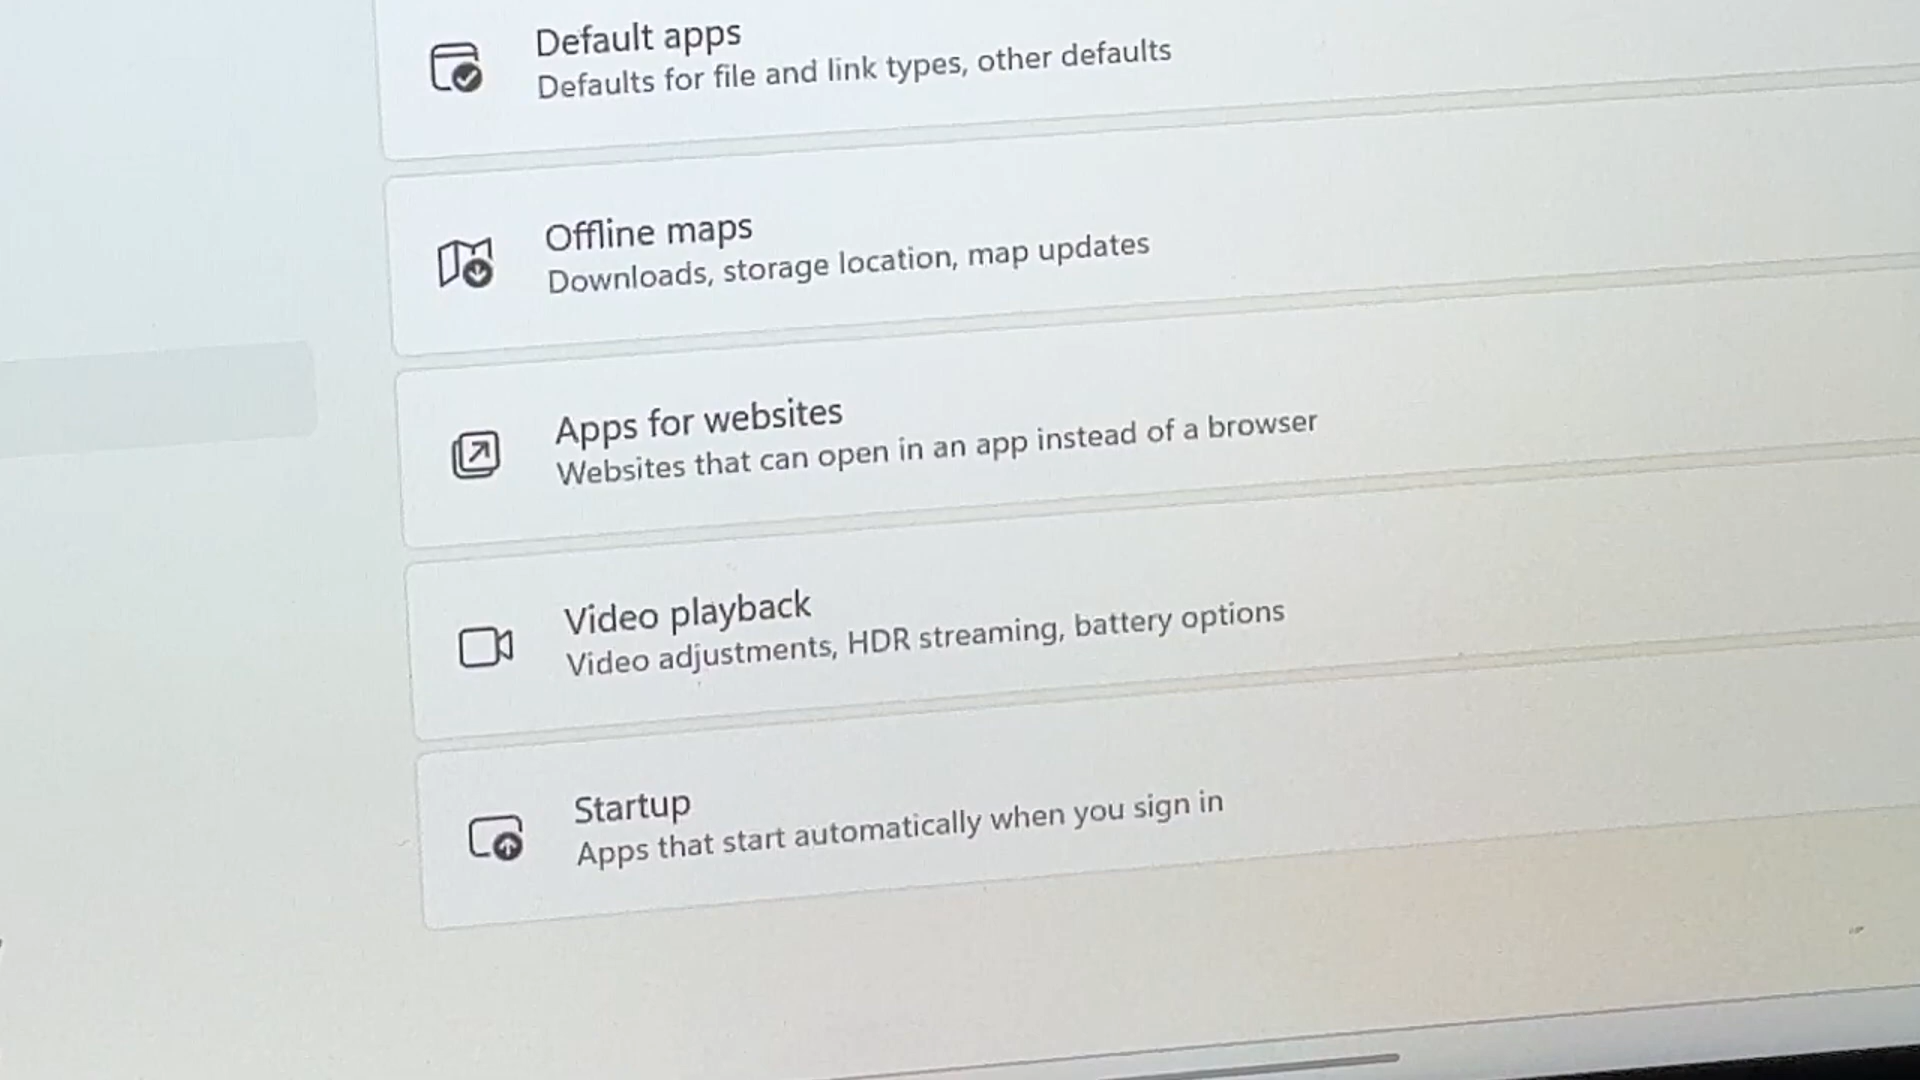 Default apps
Defaults for file and link types, other defaults
Offline maps
Downloads, storage location, map updates
Apps for websites
Websites that can open in an app instead of a browser
Video playback
Video adjustments, HDR streaming, battery options
Startup
Apps that start automatically when you sign in